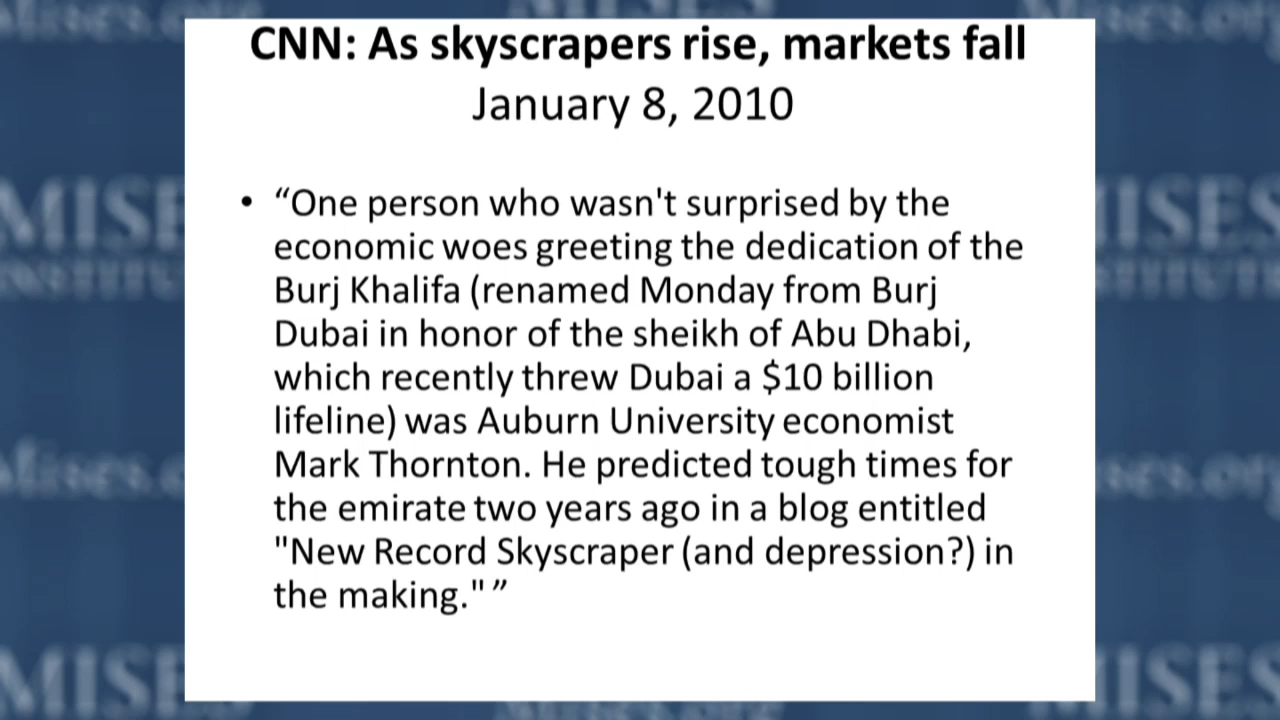 Mises.org
CNN: As skyscrapers rise, markets fall
January 8, 2010
• “One person who wasn't surprised by the
economic woes greeting the dedication of the
Burj Khalifa (renamed Monday from Burj
Dubai in honor of the sheikh of Abu Dhabi,
which recently threw Dubai a $10 billion
lifeline) was Auburn University economist
Mark Thornton. He predicted tough times for
the emirate two years ago in a blog entitled
"New Record Skyscraper (and depression?) in
the making." ”